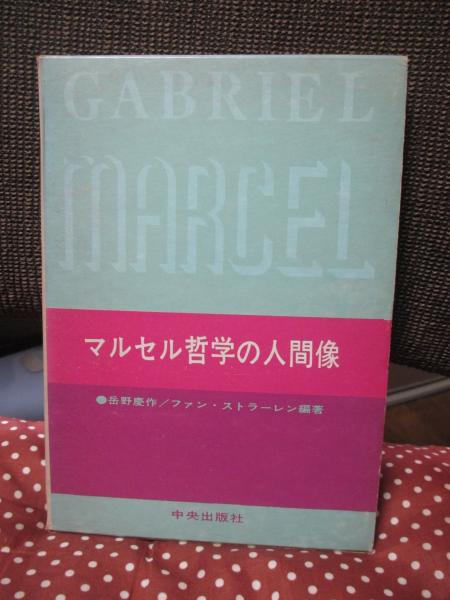 GABRIEL
MARCEL
マルセル哲学の人間像
●岳野慶作/ファン・ストラーレン編著
中央出版社